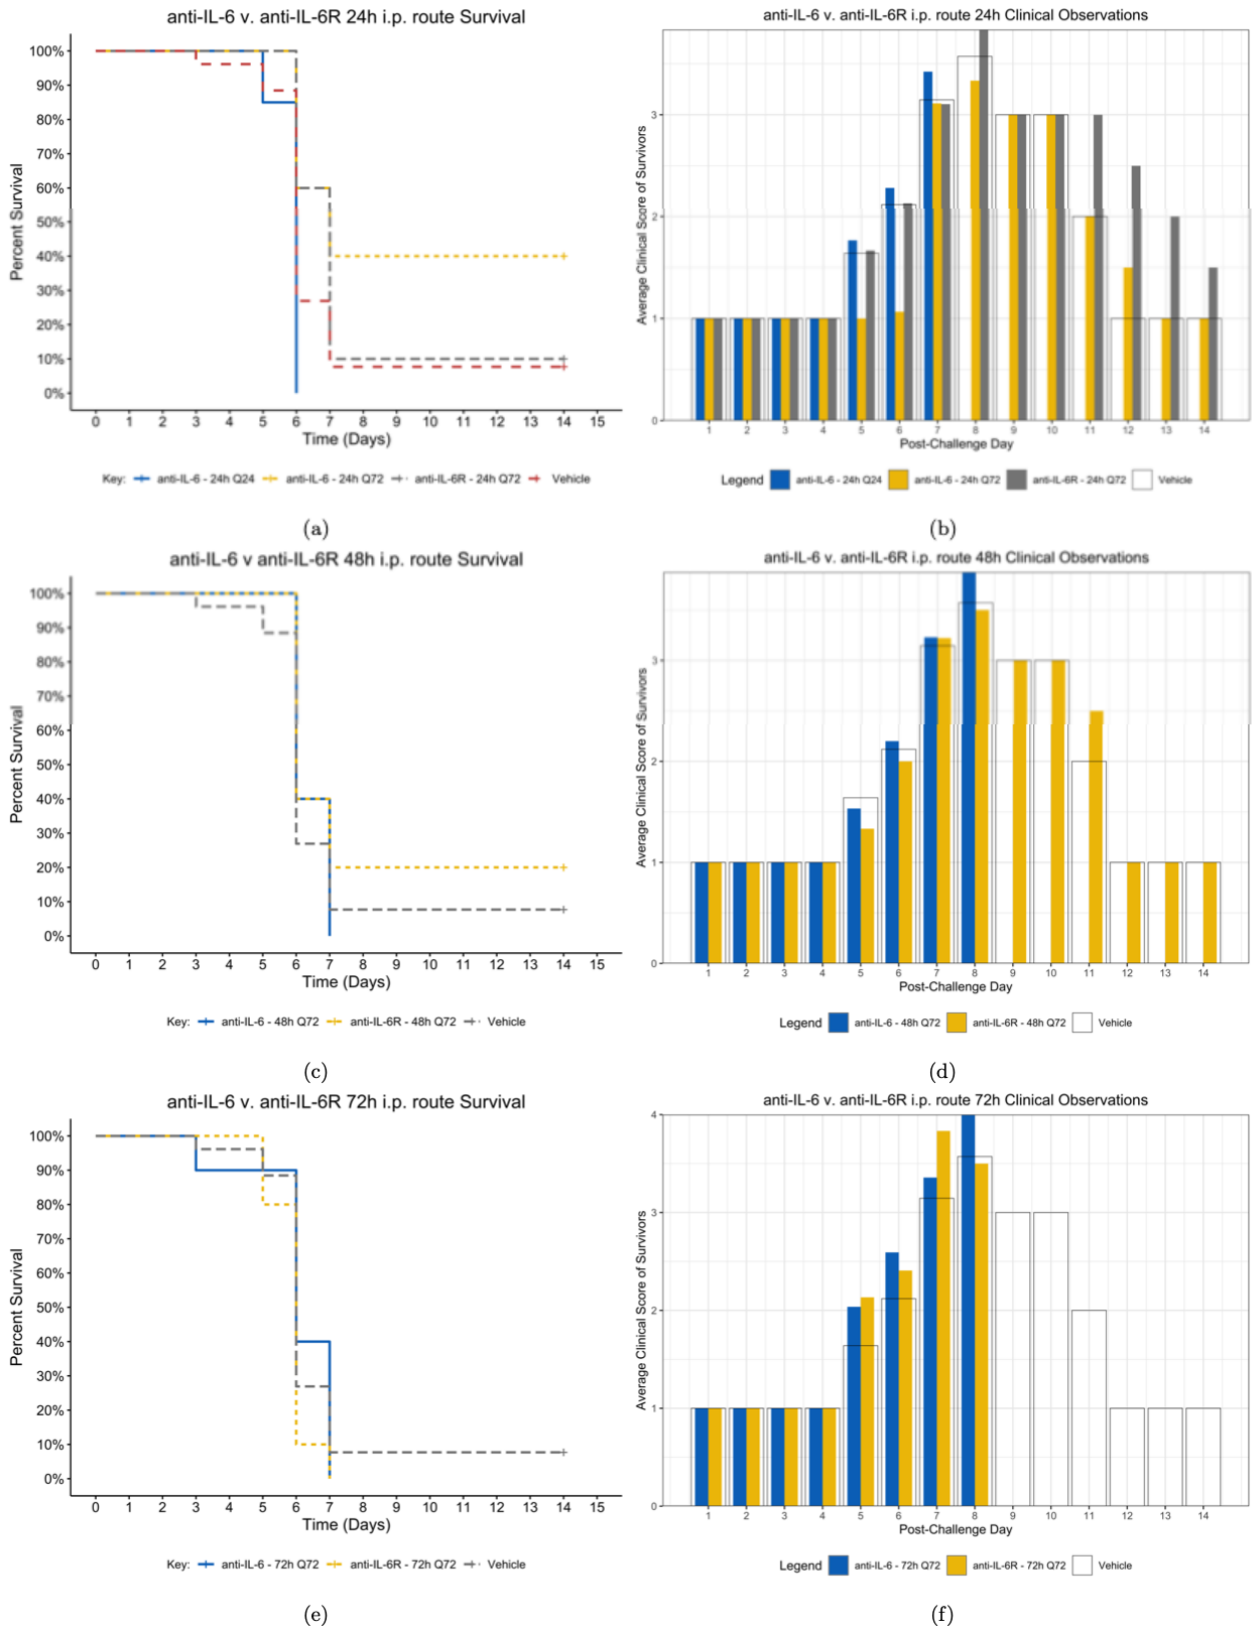 anti-IL-6 v. anti-IL-6R 24h i.p. route Survival
100%
90%
80%
70%
60%
50%
40%
30%
20%
10%
0%
Percent Survival
0 1 2 3 4 5 6 7 8 9 10 11 12 13 14 15
Time (Days)
Key: anti-IL-6 - 24h Q24 anti-IL-6 - 24h Q72 anti-IL-6R - 24h Q72 Vehicle
(a)
anti-IL-6 v. anti-IL-6R i.p. route 24h Clinical Observations
3
2
1
0
Average Clinical Score of Survivors
1 2 3 4 5 6 7 8 9 10 11 12 13 14
Post-Challenge Day
Legend anti-IL-6 - 24h Q24 anti-IL-6 - 24h Q72 anti-IL-6R - 24h Q72 Vehicle
(b)
anti-IL-6 v anti-IL-6R 48h i.p. route Survival
100%
90%
80%
70%
60%
50%
40%
30%
20%
10%
0%
Percent Survival
0 1 2 3 4 5 6 7 8 9 10 11 12 13 14 15
Time (Days)
Key: anti-IL-6 - 48h Q72 anti-IL-6R - 48h Q72 Vehicle
(c)
anti-IL-6 v. anti-IL-6R i.p. route 48h Clinical Observations
3
2
1
0
Average Clinical Score of Survivors
1 2 3 4 5 6 7 8 9 10 11 12 13 14
Post-Challenge Day
Legend anti-IL-6 - 48h Q72 anti-IL-6R - 48h Q72 Vehicle
(d)
anti-IL-6 v. anti-IL-6R 72h i.p. route Survival
100%
90%
80%
70%
60%
50%
40%
30%
20%
10%
0%
Percent Survival
0 1 2 3 4 5 6 7 8 9 10 11 12 13 14 15
Time (Days)
Key: anti-IL-6 - 72h Q72 anti-IL-6R - 72h Q72 Vehicle
(e)
anti-IL-6 v. anti-IL-6R i.p. route 72h Clinical Observations
4
3
2
1
0
Average Clinical Score of Survivors
1 2 3 4 5 6 7 8 9 10 11 12 13 14
Post-Challenge Day
Legend anti-IL-6 - 72h Q72 anti-IL-6R - 72h Q72 Vehicle
(f)